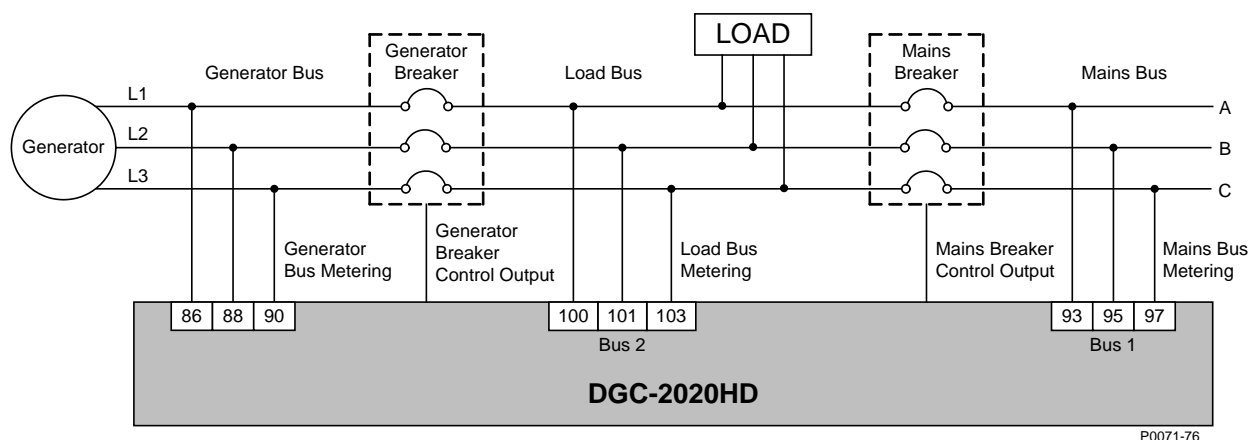 LOAD
Generator
Breaker
Mains
Breaker
Generator Bus
Load Bus
Mains Bus
L1
A
Generator
L2
B
L3
C
Generator
Bus Metering
Generator
Breaker
Control Output
Load Bus
Metering
Mains Breaker
Control Output
Mains Bus
Metering
86 88 90
100 101 103
93 95 97
Bus 2
Bus 1
DGC-2020HD
P0071-76